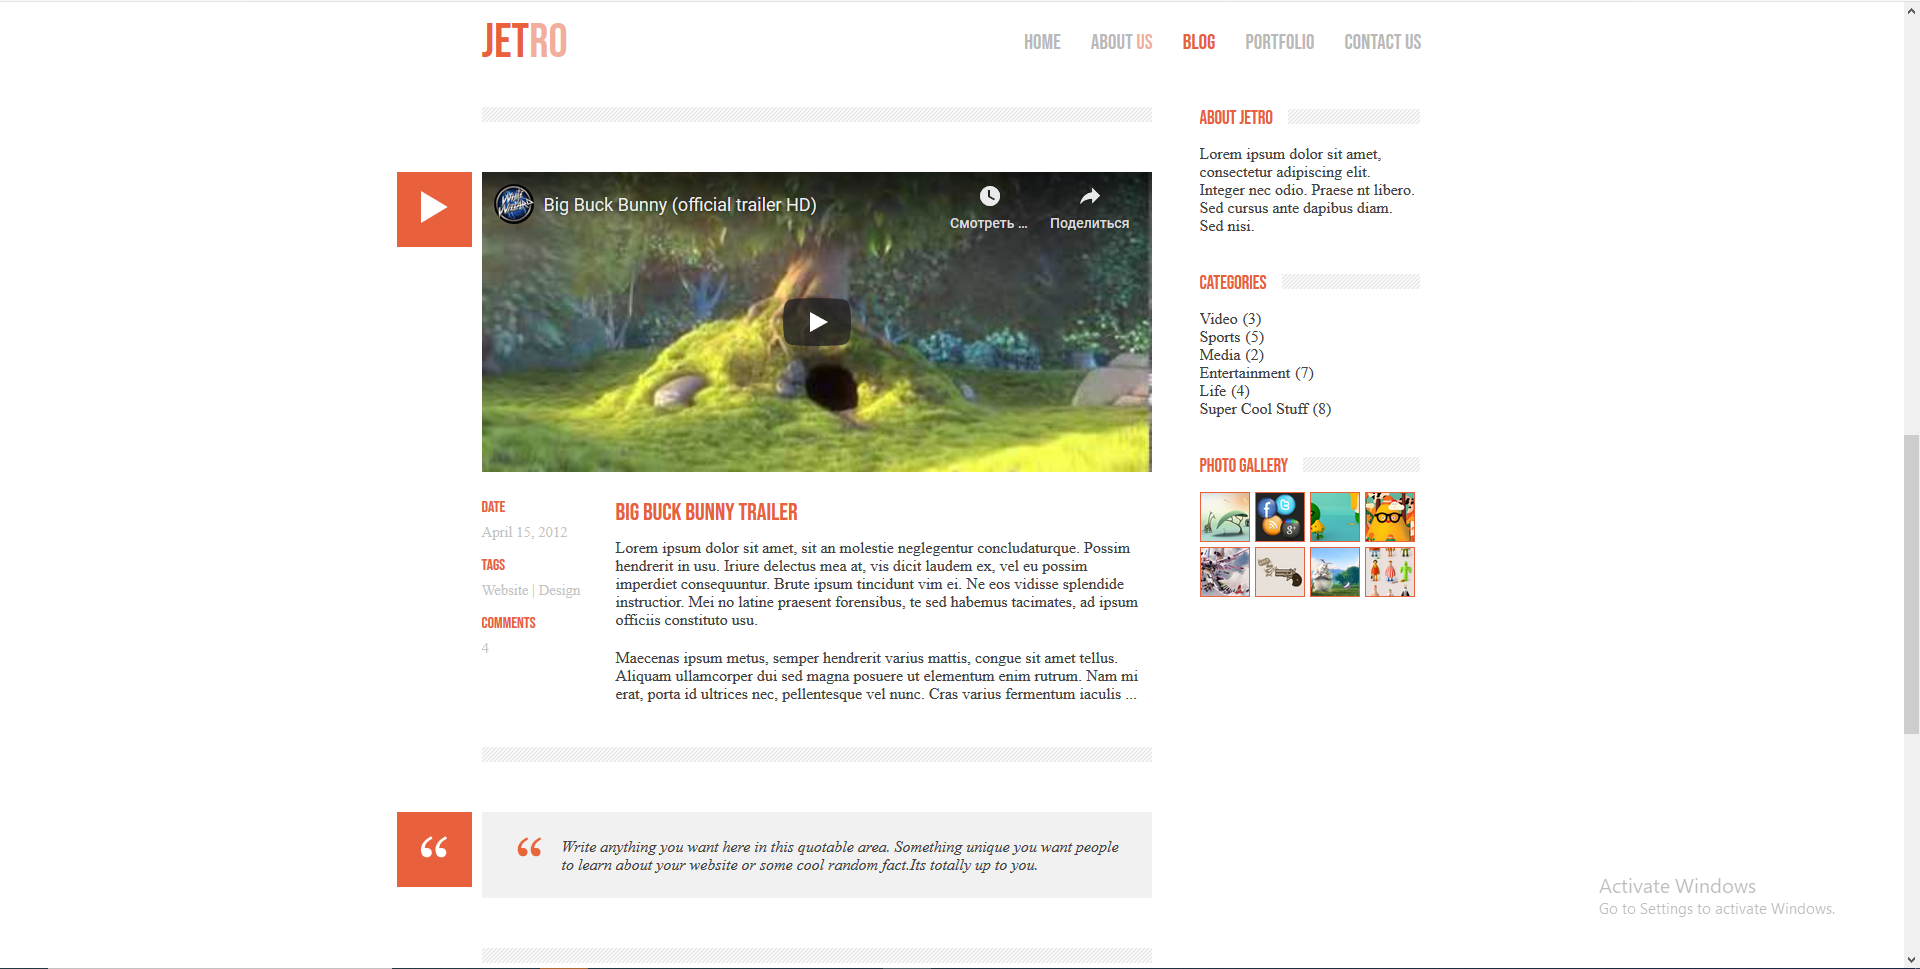 JETRO
HOME ABOUT US BLOG PORTFOLIO CONTACT US
Big Buck Bunny (official trailer HD)
Смотреть ...
Поделиться
DATE
April 15, 2012
TAGS
Website | Design
COMMENTS
4
BIG BUCK BUNNY TRAILER
Lorem ipsum dolor sit amet, sit an molestie neglegentur concludaturque. Possim
hendrerit in usu. Iriure delectus mea at, vis dicit laudem ex, vel eu possim
imperdiet consequuntur. Brute ipsum tincidunt vim ei. Ne eos vidisse splendide
instructior. Mei no latine praesent forensibus, te sed habemus tacimates, ad ipsum
officiis constituto usu.
Maecenas ipsum metus, semper hendrerit varius mattis, congue sit amet tellus.
Aliquam ullamcorper dui sed magna posuere ut elementum enim rutrum. Nam mi
erat, porta id ultrices nec, pellentesque vel nunc. Cras varius fermentum iaculis ...
“
“
Write anything you want here in this quotable area. Something unique you want people
to learn about your website or some cool random fact.Its totally up to you.
ABOUT JETRO
Lorem ipsum dolor sit amet,
consectetur adipiscing elit.
Integer nec odio. Praese nt libero.
Sed cursus ante dapibus diam.
Sed nisi.
CATEGORIES
Video (3)
Sports (5)
Media (2)
Entertainment (7)
Life (4)
Super Cool Stuff (8)
PHOTO GALLERY
Activate Windows
Go to Settings to activate Windows.